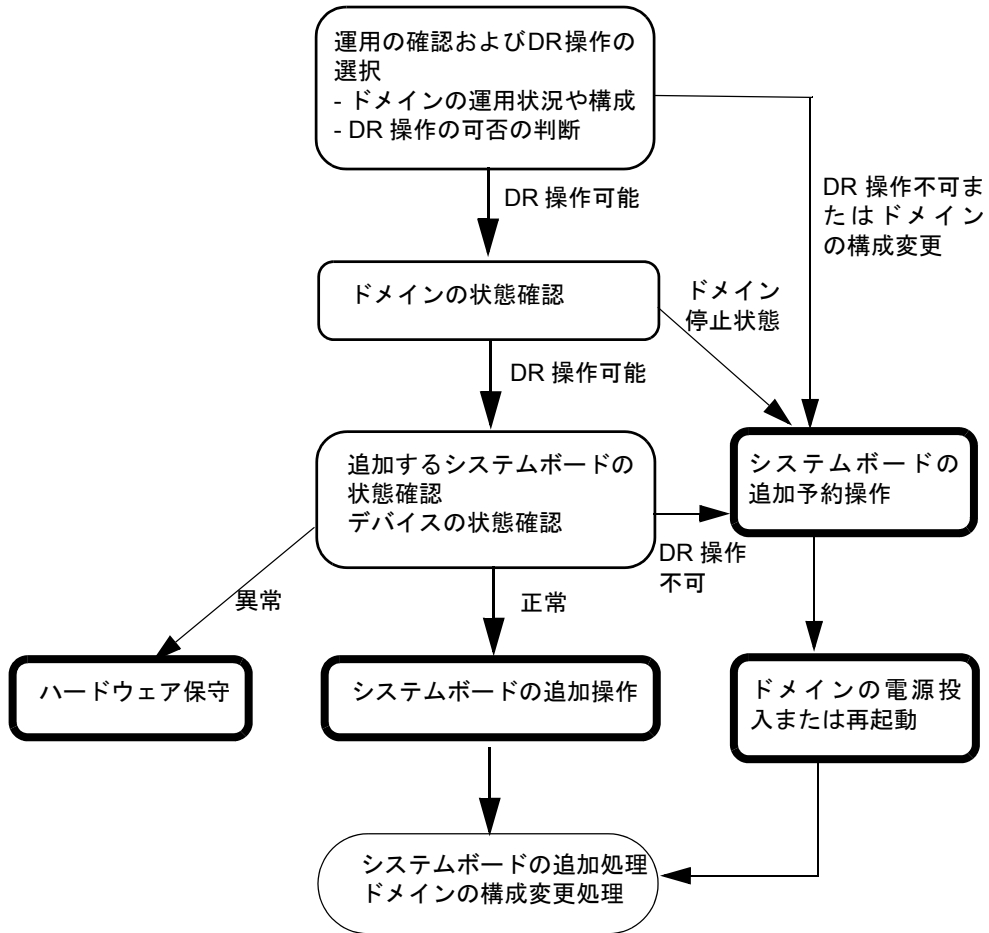 運用の確認およびDR操作の
選択
- ドメインの運用状況や構成
- DR 操作の可否の判断
DR 操作可能
DR 操作不可ま
たはドメイン
の構成変更
ドメインの状態確認
ドメイン
停止状態
DR 操作可能
追加するシステムボードの
状態確認
デバイスの状態確認
システムボードの
追加予約操作
DR 操作
不可
異常
正常
ハードウェア保守
システムボードの追加操作
ドメインの電源投
入または再起動
システムボードの追加処理
ドメインの構成変更処理